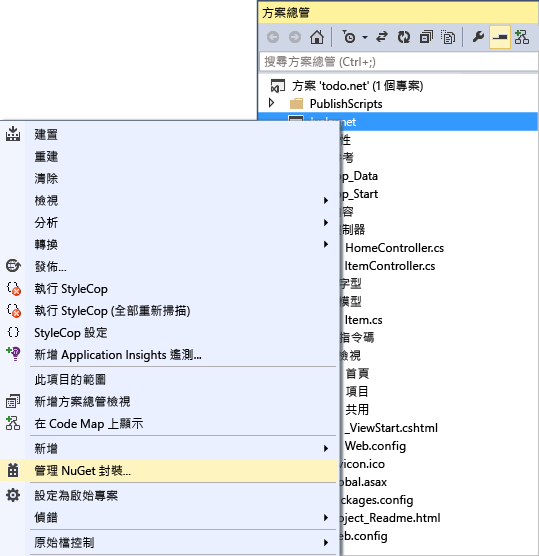 方案總管
搜尋方案總管 (Ctrl+;)
方案 'todo.net' (1 個專案)
PublishScripts
建置
重建
清除
檢視
分析
轉換
發佈...
執行 StyleCop
執行 StyleCop (全部重新掃描)
StyleCop 設定
新增 Application Insights 遙測...
此項目的範圍
新增方案總管檢視
在 Code Map 上顯示
新增
管理 NuGet 封裝...
設定為啟始專案
偵錯
原始檔控制
.net
性
考
p_Data
p_Start
容
制器
HomeController.cs
ItemController.cs
字型
模型
Item.cs
指令碼
檢視
首頁
項目
共用
_ViewStart.cshtml
Web.config
vicon.ico
obal.asax
ckages.config
oject_Readme.html
eb.config